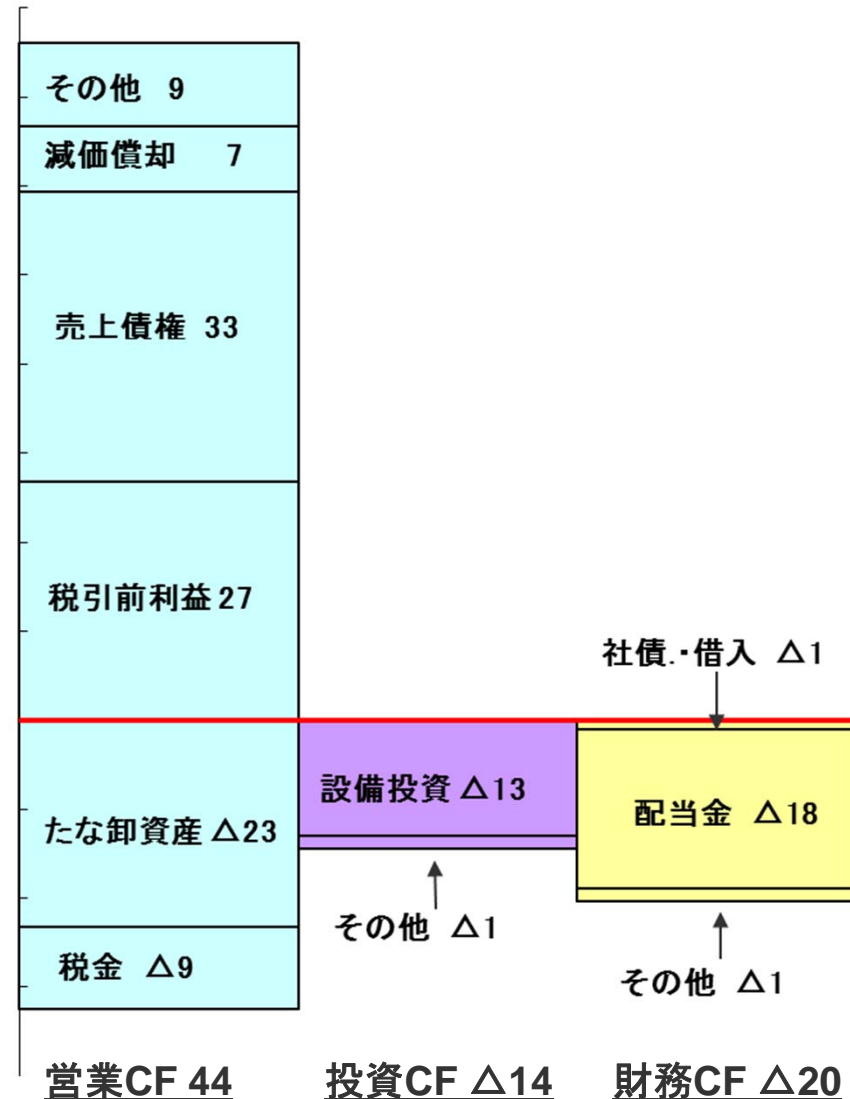 その他 9
減価償却 7
売上債権 33
税引前利益 27
社債.・借入 △1
設備投資 △13
配当金 △18
たな卸資産 △23
その他 △1
税金 △9
その他 △1
営業CF 44
投資CF △14
財務CF △20